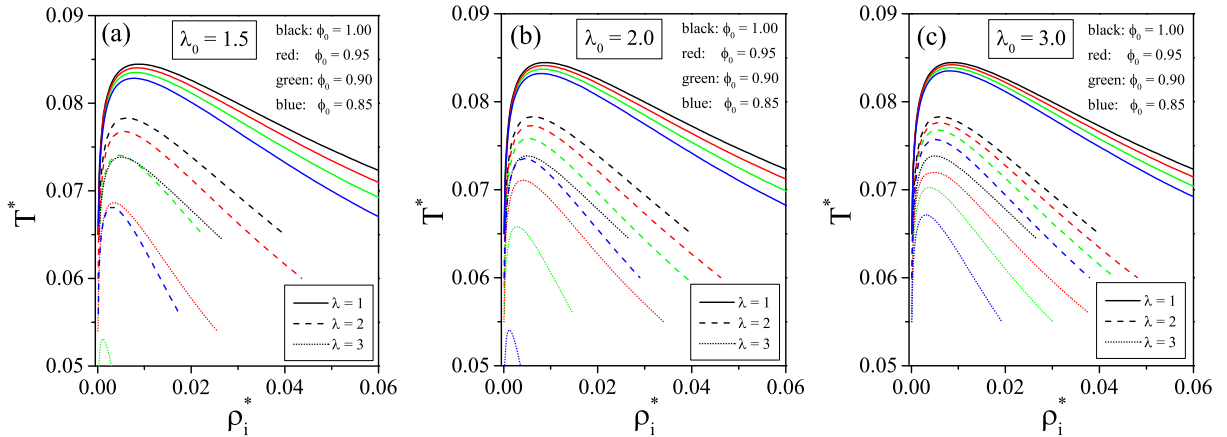 (a)
λ₀ = 1.5
black: ϕ₀ = 1.00
red: ϕ₀ = 0.95
green: ϕ₀ = 0.90
blue: ϕ₀ = 0.85
0.09
0.08
0.07
0.06
0.05
T*
λ = 1
λ = 2
λ = 3
0.00 0.02 0.04 0.06
ρᵢ*
(b)
λ₀ = 2.0
black: ϕ₀ = 1.00
red: ϕ₀ = 0.95
green: ϕ₀ = 0.90
blue: ϕ₀ = 0.85
0.09
0.08
0.07
0.06
0.05
T*
λ = 1
λ = 2
λ = 3
0.00 0.02 0.04 0.06
ρᵢ*
(c)
λ₀ = 3.0
black: ϕ₀ = 1.00
red: ϕ₀ = 0.95
green: ϕ₀ = 0.90
blue: ϕ₀ = 0.85
0.09
0.08
0.07
0.06
0.05
T*
λ = 1
λ = 2
λ = 3
0.00 0.02 0.04 0.06
ρᵢ*